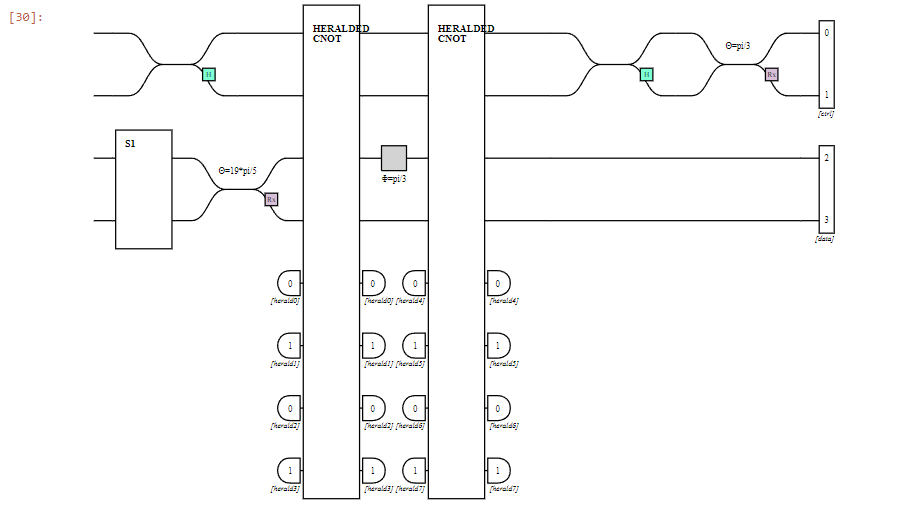 [30]:
HERALDED
CNOT
HERALDED
CNOT
H
H
Θ=pi/3
Rx
0
1
[ctrl]
S1
Θ=19*pi/5
Rx
Φ=pi/3
2
3
[data]
0 0 0 0
[herald0] [herald0] [herald4] [herald4]
1 1 1 1
[herald1] [herald1] [herald5] [herald5]
0 0 0 0
[herald2] [herald2] [herald6] [herald6]
1 1 1 1
[herald3] [herald3] [herald7] [herald7]